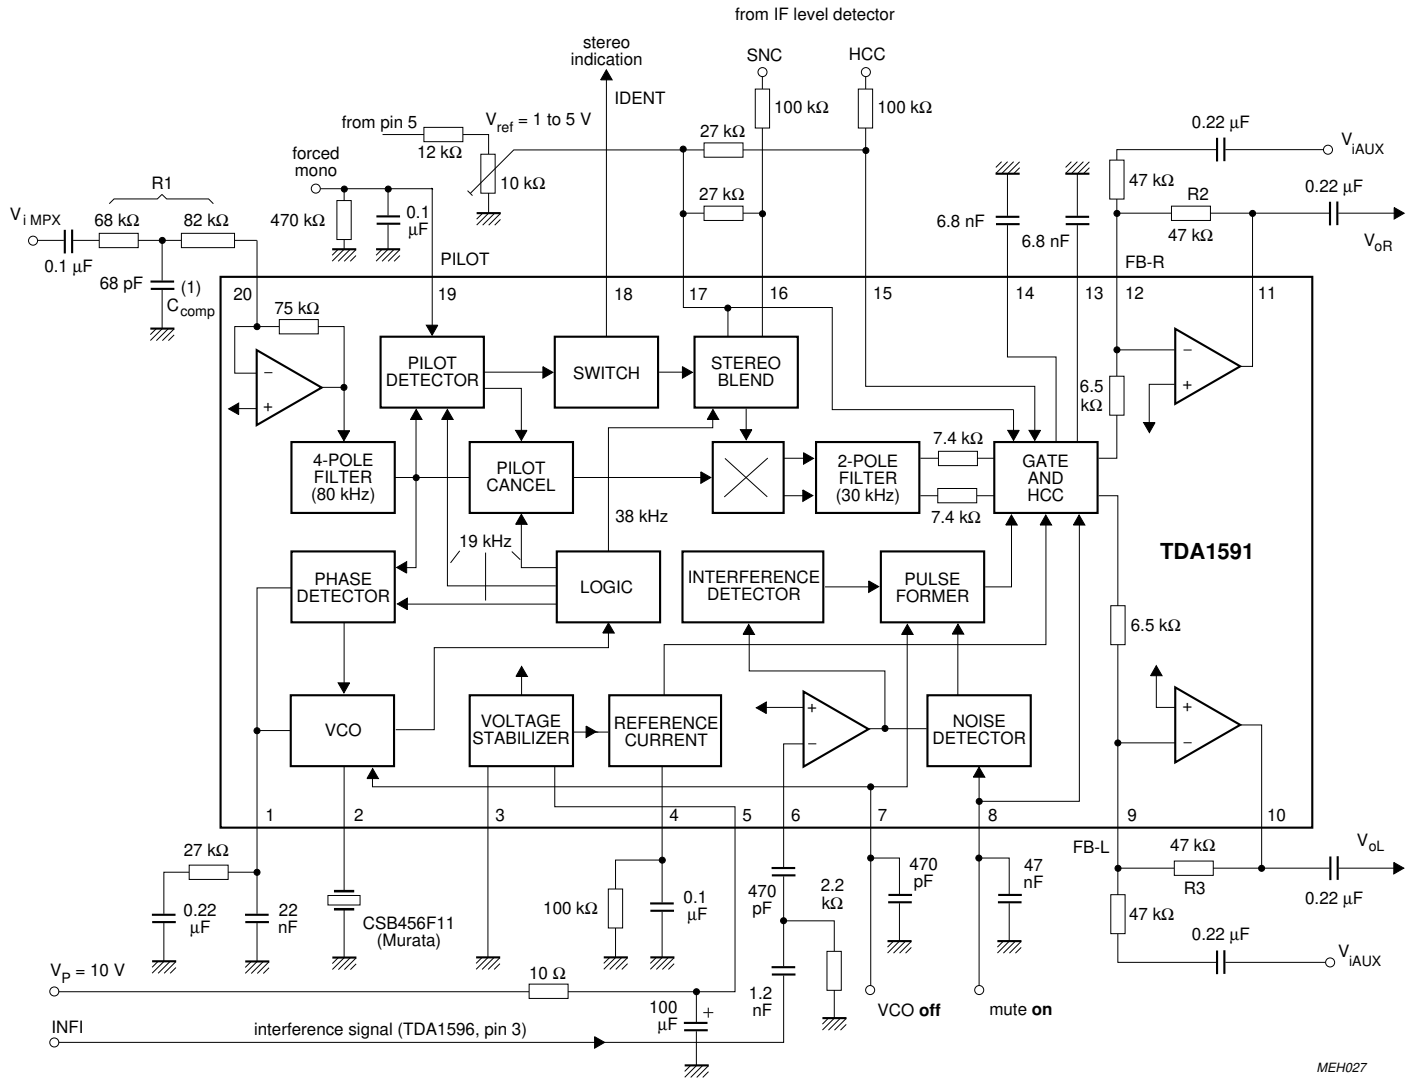 from IF level detector
stereo
indication
SNC
HCC
IDENT
100 kΩ
100 kΩ
from pin 5
Vref = 1 to 5 V
12 kΩ
27 kΩ
0.22 µF
ViAUX
forced
mono
10 kΩ
27 kΩ
47 kΩ
R2
0.22 µF
R1
Vi MPX
68 kΩ
82 kΩ
470 kΩ
0.1
µF
6.8 nF
6.8 nF
47 kΩ
VoR
0.1 µF
68 pF
(1)
Ccomp
PILOT
FB-R
20
19
18
17
16
15
14
13
12
11
75 kΩ
−
+
PILOT
DETECTOR
SWITCH
STEREO
BLEND
−
+
6.5
kΩ
4-POLE
FILTER
(80 kHz)
PILOT
CANCEL
2-POLE
FILTER
(30 kHz)
7.4 kΩ
7.4 kΩ
GATE
AND
HCC
38 kHz
19 kHz
TDA1591
PHASE
DETECTOR
LOGIC
INTERFERENCE
DETECTOR
PULSE
FORMER
6.5 kΩ
VCO
VOLTAGE
STABILIZER
REFERENCE
CURRENT
+
−
NOISE
DETECTOR
+
−
1
2
3
4
5
6
7
8
9
10
27 kΩ
0.22
µF
22
nF
CSB456F11
(Murata)
100 kΩ
0.1
µF
470
pF
2.2
kΩ
470
pF
47
nF
FB-L
47 kΩ
R3
VoL
0.22 µF
47 kΩ
0.22 µF
ViAUX
VP = 10 V
10 Ω
100
µF
+
1.2
nF
VCO off
mute on
INFI
interference signal (TDA1596, pin 3)
MEH027